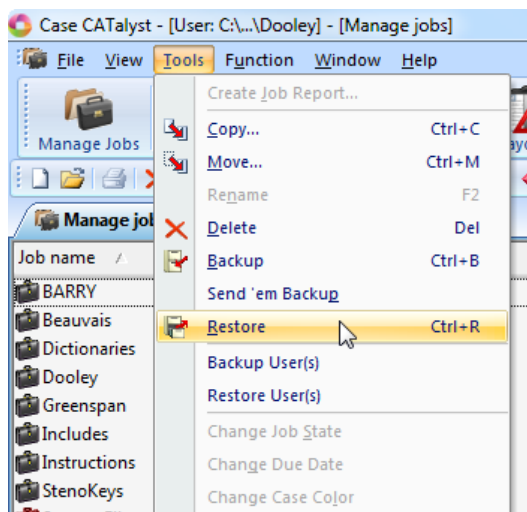 Case CATalyst - [User: C:\...\Dooley] - [Manage jobs]
File View Tools Function Window Help
Manage Jobs
Create Job Report...
Copy... Ctrl+C
Move... Ctrl+M
Rename F2
Delete Del
Backup Ctrl+B
Send 'em Backup
Restore Ctrl+R
Backup User(s)
Restore User(s)
Change Job State
Change Due Date
Change Case Color
Manage jo
Job name
BARRY
Beauvais
Dictionaries
Dooley
Greenspan
Includes
Instructions
StenoKeys